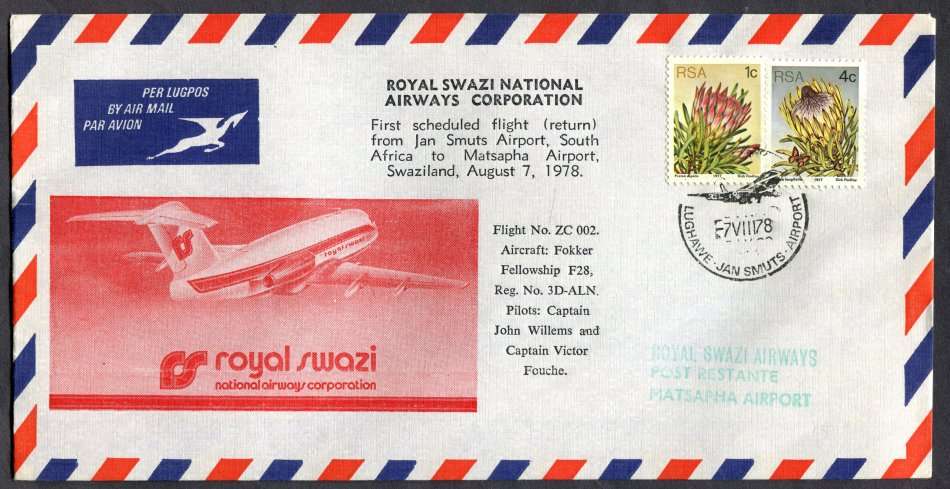 PER LUGPOS
BY AIR MAIL
PAR AVION
ROYAL SWAZI NATIONAL
AIRWAYS CORPORATION
First scheduled flight (return)
from Jan Smuts Airport, South
Africa to Matsapha Airport,
Swaziland, August 7, 1978.
RSA 1c
1977
RSA 4c
1977
7VIII78
LUGHAWE · JAN SMUTS · AIRPORT
royal swazi
royal swazi
national airways corporation
Flight No. ZC 002.
Aircraft: Fokker
Fellowship F28,
Reg. No. 3D-ALN.
Pilots: Captain
John Willems and
Captain Victor
Fouche.
ROYAL SWAZI AIRWAYS
POST RESTANTE
MATSAPHA AIRPORT